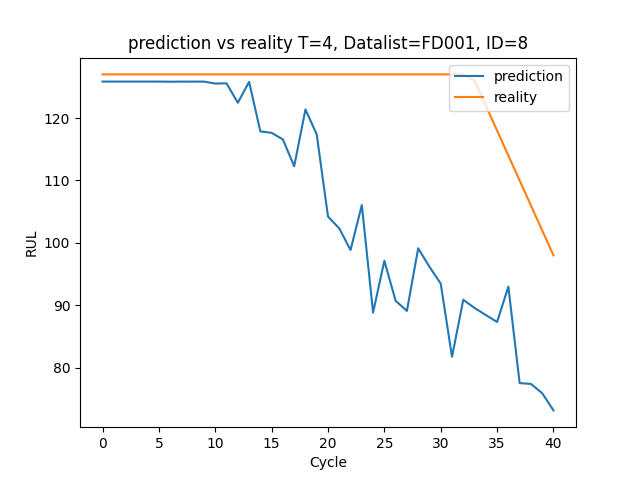 prediction vs reality T=4, Datalist=FD001, ID=8
prediction
reality
RUL
120
110
100
90
80
0 5 10 15 20 25 30 35 40
Cycle